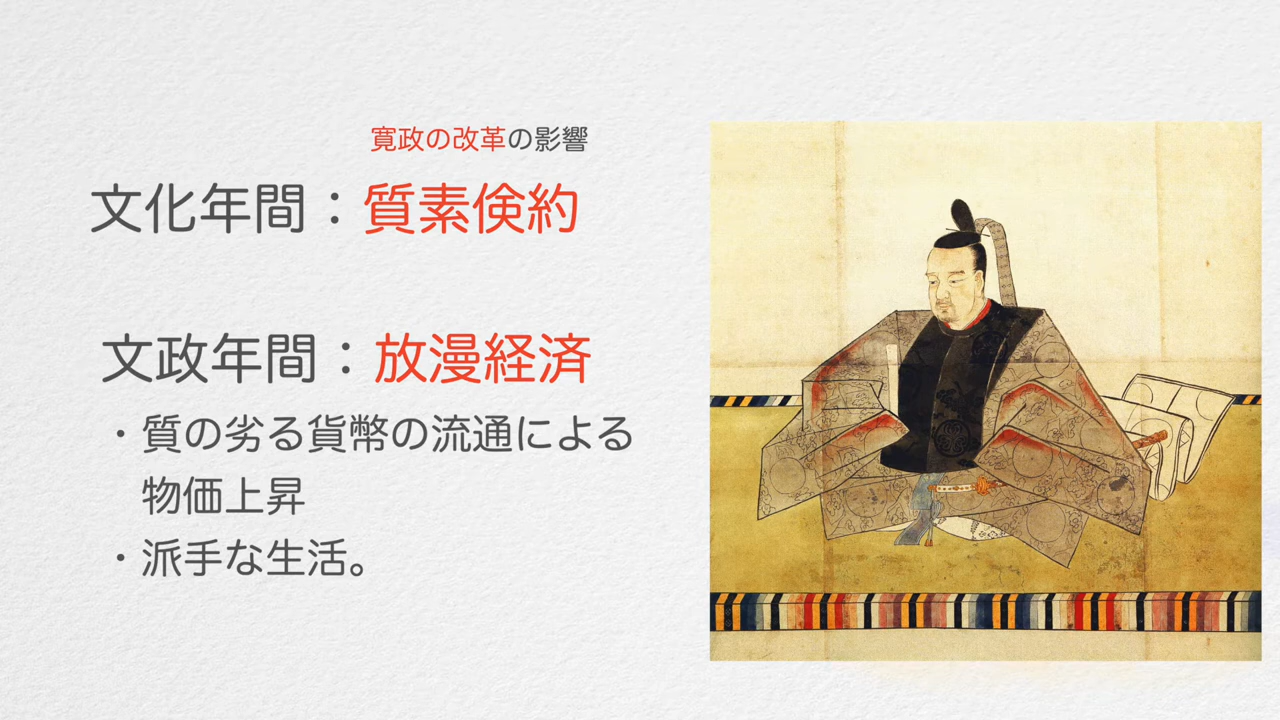 寛政の改革の影響
文化年間：質素倹約
文政年間：放漫経済
・質の劣る貨幣の流通による
物価上昇
・派手な生活。